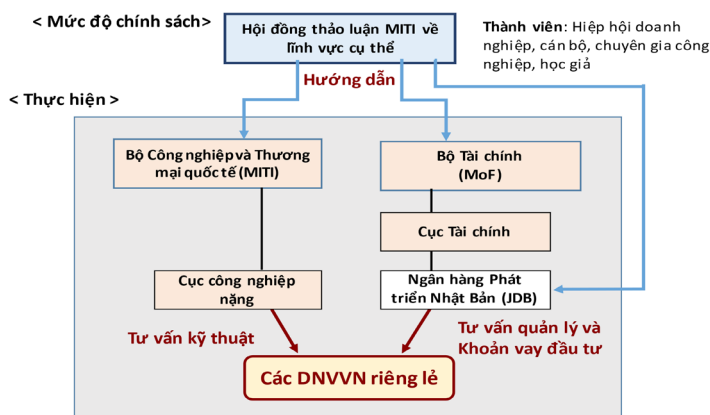 < Mức độ chính sách>
Hội đồng thảo luận MITI về
lĩnh vực cụ thể
Thành viên: Hiệp hội doanh
nghiệp, cán bộ, chuyên gia công
nghiệp, học giả
Hướng dẫn
< Thực hiện >
Bộ Công nghiệp và Thương
mại quốc tế (MITI)
Bộ Tài chính
(MoF)
Cục Tài chính
Cục công nghiệp
nặng
Ngân hàng Phát
triển Nhật Bản (JDB)
Tư vấn kỹ thuật
Tư vấn quản lý và
Khoản vay đầu tư
Các DNVVN riêng lẻ